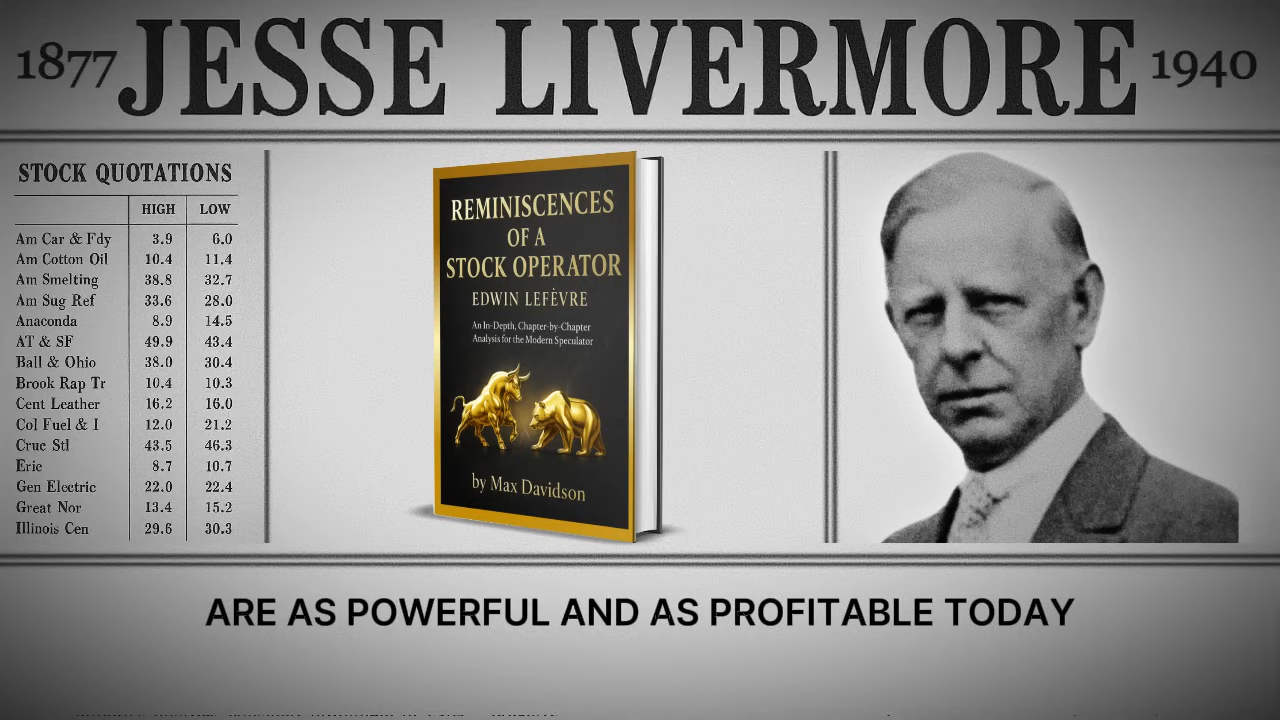 1877 JESSE LIVERMORE 1940
STOCK QUOTATIONS
HIGH LOW
Am Car & Fdy 3.9 6.0
Am Cotton Oil 10.4 11.4
Am Smelting 38.8 32.7
Am Sug Ref 33.6 28.0
Anaconda 8.9 14.5
AT & SF 49.9 43.4
Ball & Ohio 38.0 30.4
Brook Rap Tr 10.4 10.3
Cent Leather 16.2 16.0
Col Fuel & I 12.0 21.2
Cruc Stl 43.5 46.3
Erie 8.7 10.7
Gen Electric 22.0 22.4
Great Nor 13.4 15.2
Illinois Cen 29.6 30.3
REMINISCENCES
OF A
STOCK OPERATOR
EDWIN LEFÈVRE
An In-Depth, Chapter-by-Chapter
Analysis for the Modern Speculator
by Max Davidson
ARE AS POWERFUL AND AS PROFITABLE TODAY